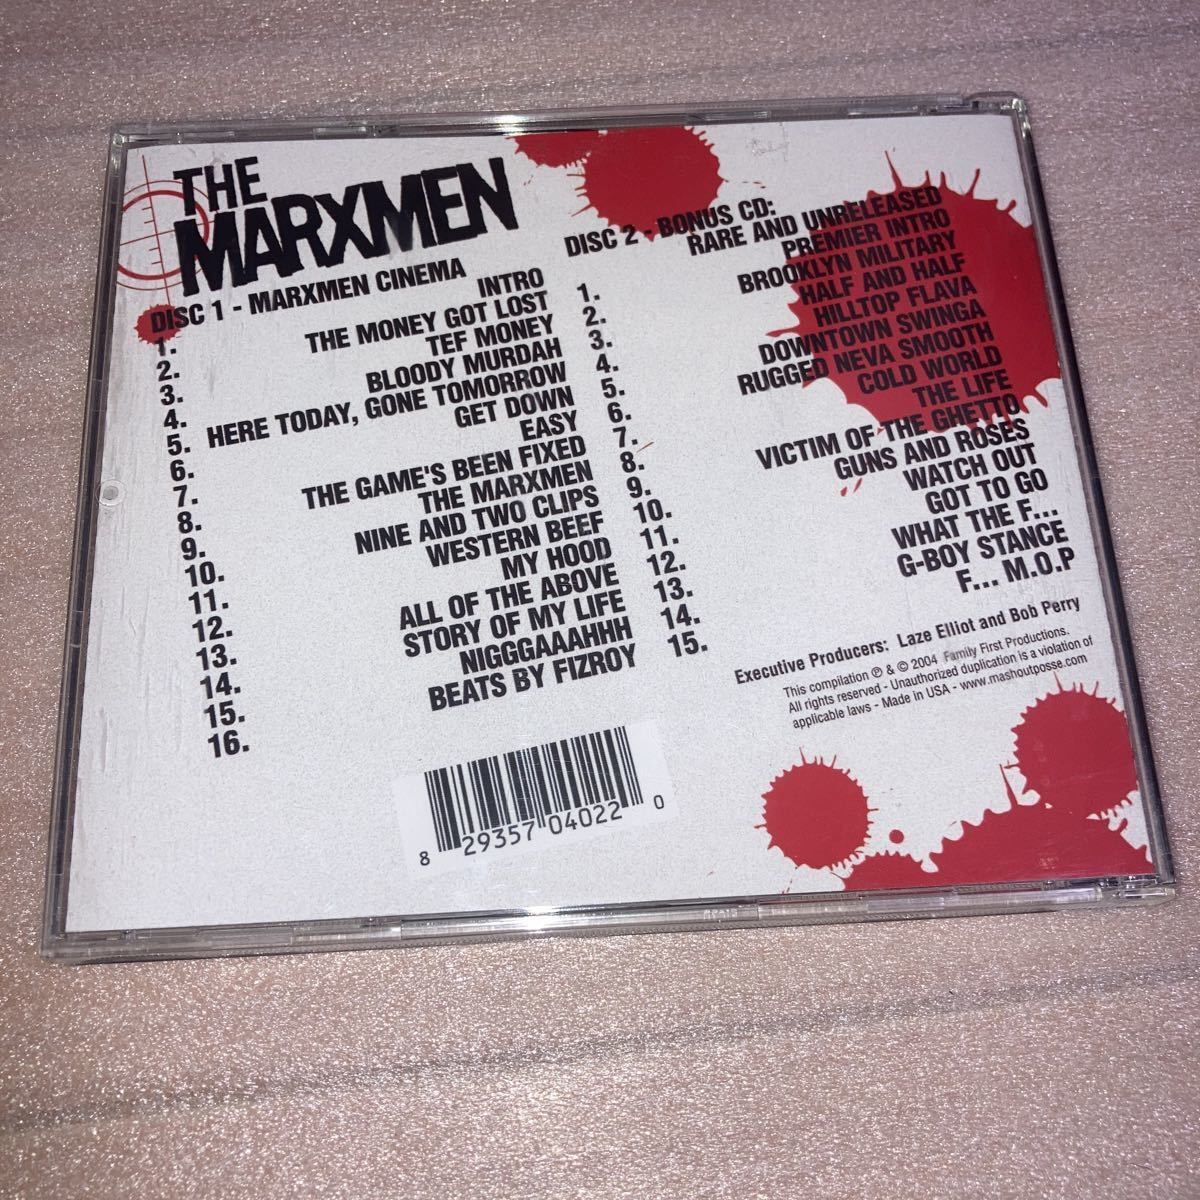 THE
MARXMEN
DISC 1 - MARXMEN CINEMA
1. INTRO
2. THE MONEY GOT LOST
3. TEF MONEY
4. BLOODY MURDAH
5. HERE TODAY, GONE TOMORROW
6. GET DOWN
7. EASY
8. THE GAME'S BEEN FIXED
9. THE MARXMEN
10. NINE AND TWO CLIPS
11. WESTERN BEEF
12. MY HOOD
13. ALL OF THE ABOVE
14. STORY OF MY LIFE
15. NIGGGAAAHHH
16. BEATS BY FIZROY
DISC 2 - BONUS CD:
RARE AND UNRELEASED
1. PREMIER INTRO
2. BROOKLYN MILITARY
3. HALF AND HALF
4. HILLTOP FLAVA
5. DOWNTOWN SWINGA
6. RUGGED NEVA SMOOTH
7. COLD WORLD
8. THE LIFE
9. VICTIM OF THE GHETTO
10. GUNS AND ROSES
11. WATCH OUT
12. GOT TO GO
13. WHAT THE F...
14. G-BOY STANCE
15. F... M.O.P
Executive Producers: Laze Elliot and Bob Perry
This compilation ℗ & © 2004 Family First Productions.
All rights reserved - Unauthorized duplication is a violation of
applicable laws - Made in USA - www.mashoutposse.com
8 29357 04022 0